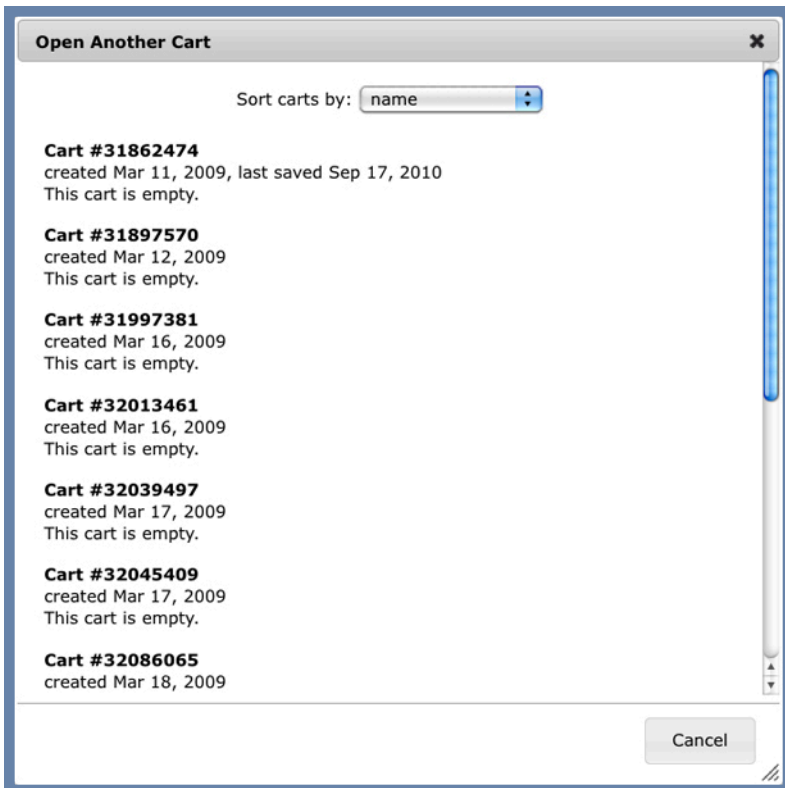 Open Another Cart
Sort carts by: name
Cart #31862474
created Mar 11, 2009, last saved Sep 17, 2010
This cart is empty.
Cart #31897570
created Mar 12, 2009
This cart is empty.
Cart #31997381
created Mar 16, 2009
This cart is empty.
Cart #32013461
created Mar 16, 2009
This cart is empty.
Cart #32039497
created Mar 17, 2009
This cart is empty.
Cart #32045409
created Mar 17, 2009
This cart is empty.
Cart #32086065
created Mar 18, 2009
Cancel